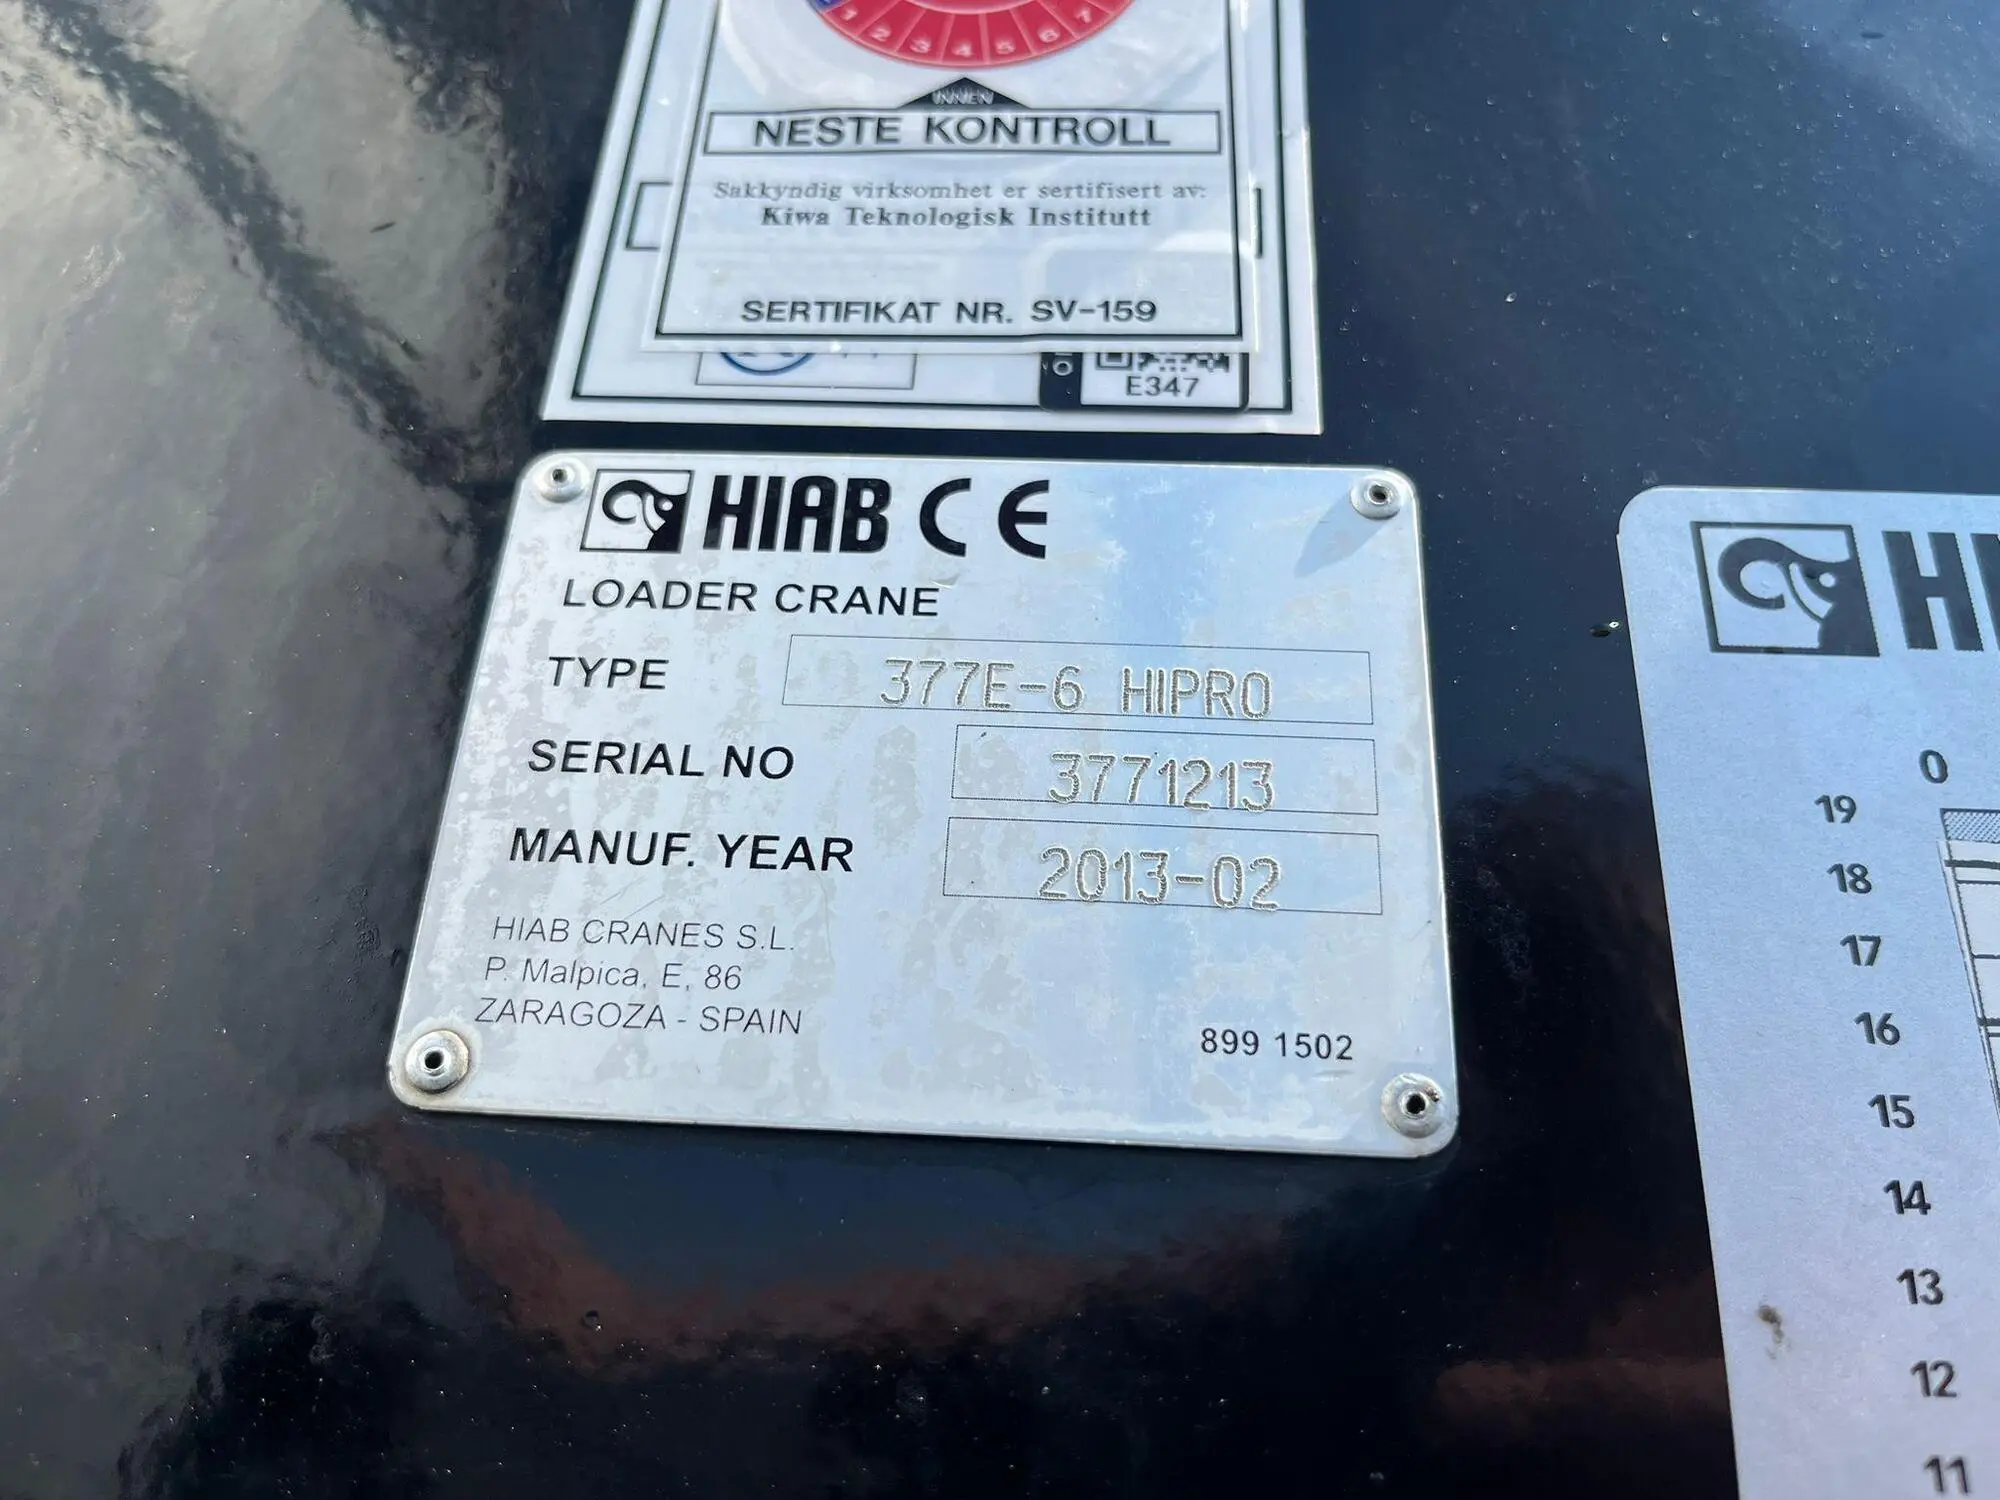 1 2 3 4 5 6 7
INNEN
NESTE KONTROLL
Sakkyndig virksomhet er sertifisert av:
Kiwa Teknologisk Institutt
SERTIFIKAT NR. SV-159
E347
HIAB CE
LOADER CRANE
TYPE 377E-6 HIPRO
SERIAL NO 3771213
MANUF. YEAR 2013-02
HIAB CRANES S.L.
P. Malpica, E, 86
ZARAGOZA - SPAIN
899 1502
0
19
18
17
16
15
14
13
12
11